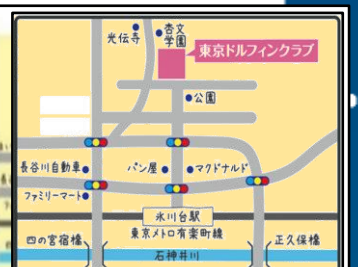 光伝寺
杏文
学園
東京ドルフィンクラブ
公園
長谷川自動車
パン屋
マクドナルド
ファミリーマート
氷川台駅
東京メトロ有楽町線
四の宮宿橋
正久保橋
石神井川